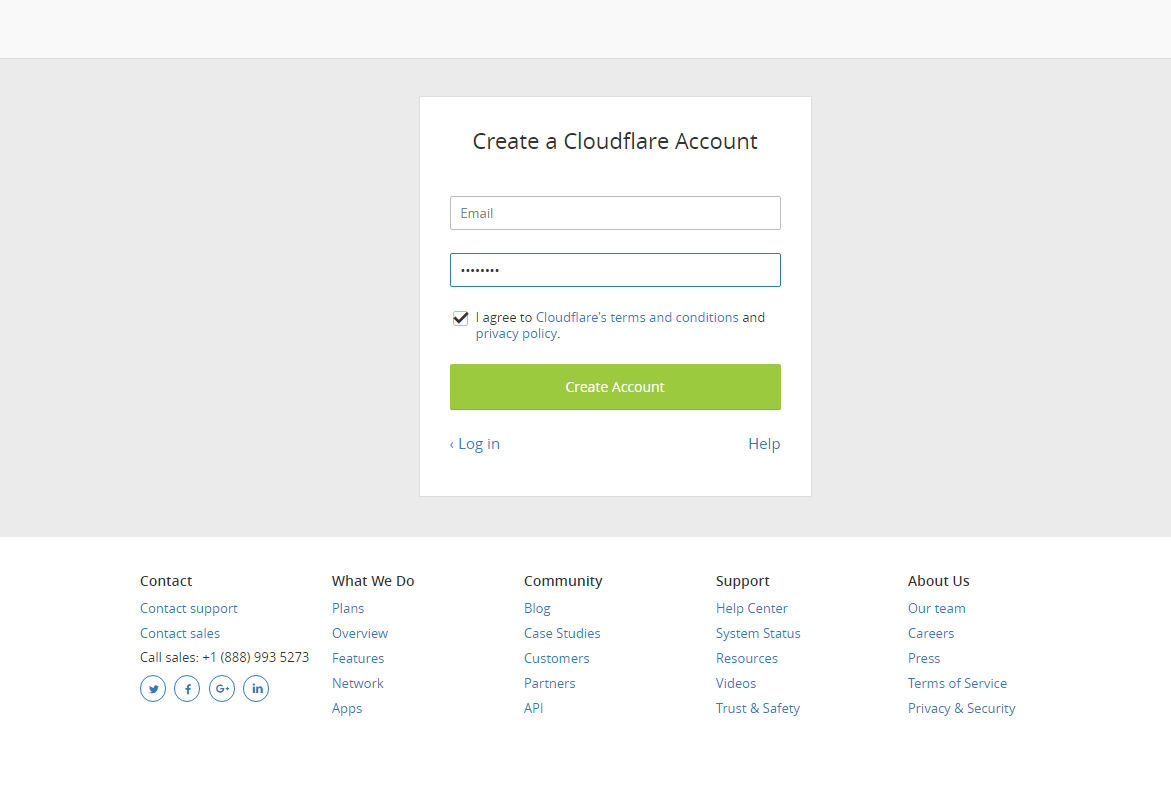 Create a Cloudflare Account
Email
••••••••
I agree to Cloudflare's terms and conditions and
privacy policy.
Create Account
‹ Log in
Help
Contact
Contact support
Contact sales
Call sales: +1 (888) 993 5273
What We Do
Plans
Overview
Features
Network
Apps
Community
Blog
Case Studies
Customers
Partners
API
Support
Help Center
System Status
Resources
Videos
Trust & Safety
About Us
Our team
Careers
Press
Terms of Service
Privacy & Security